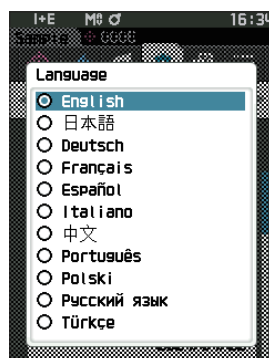 I+E M
16:34
Sample 0000
Language
English
日本語
Deutsch
Français
Español
Italiano
中文
Português
Polski
Русский язык
Türkçe